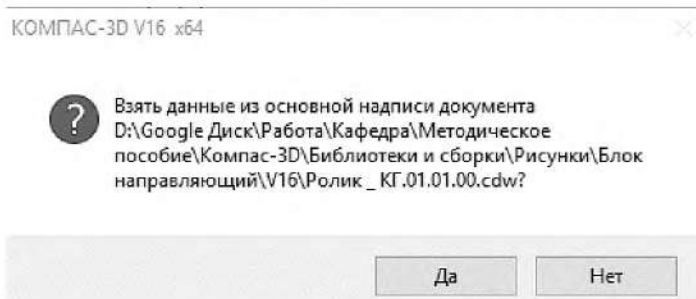 КОМПАС-3D V16 x64
Взять данные из основной надписи документа
D:\Google Диск\Работа\Кафедра\Методическое
пособие\Компас-3D\Библиотеки и сборки\Рисунки\Блок
направляющий\V16\Ролик _ КГ.01.01.00.cdw?
Да
Нет